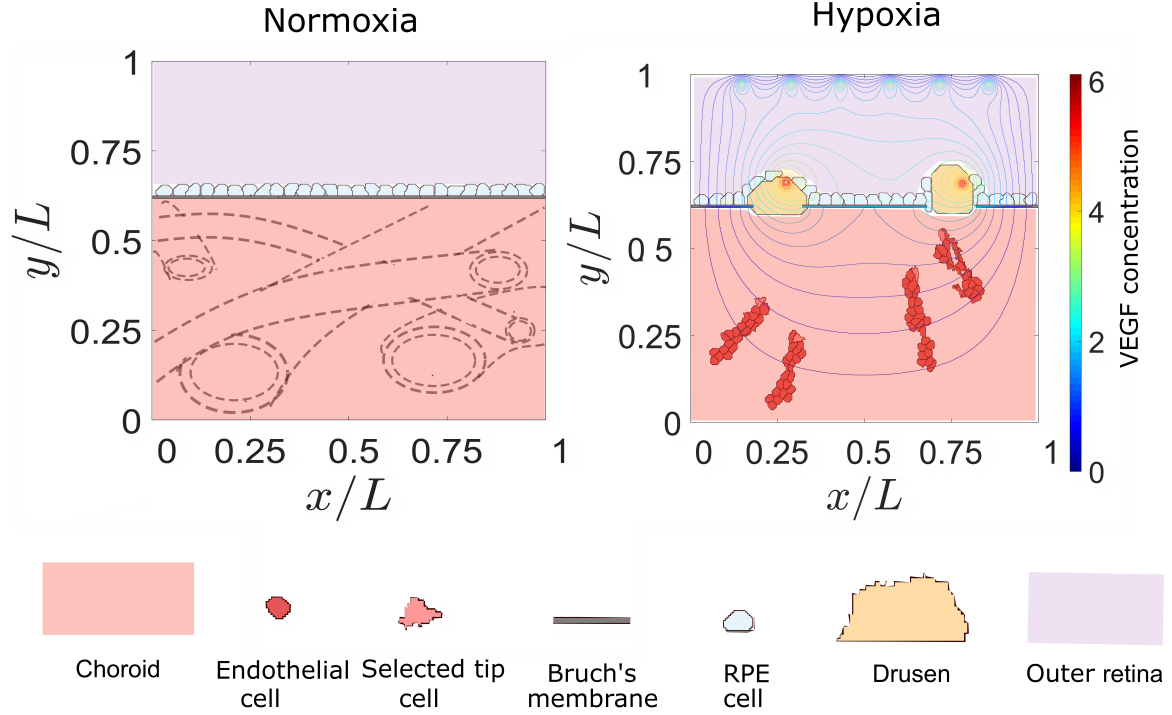 Normoxia
Hypoxia
1
0.75
0.5
0.25
0
y/L
0 0.25 0.5 0.75 1
x/L
1
0.75
0.5
0.25
0
y/L
0 0.25 0.5 0.75 1
x/L
6
4
2
0
VEGF concentration
Choroid
Endothelial
cell
Selected tip
cell
Bruch's
membrane
RPE
cell
Drusen
Outer retina